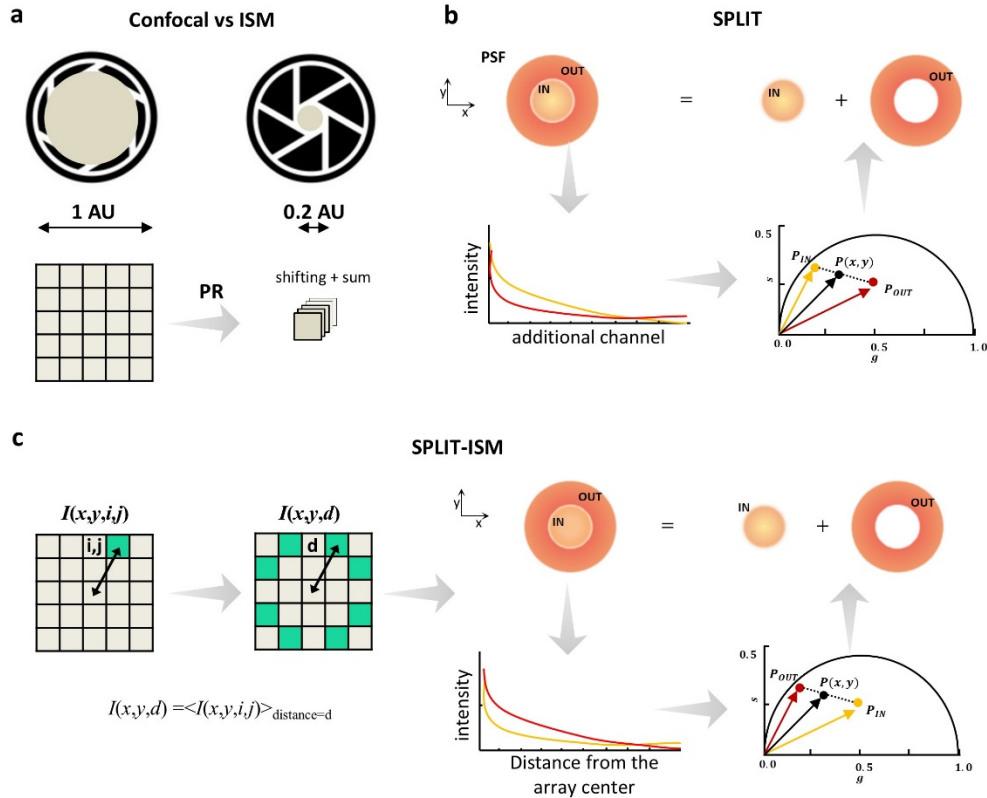 a
Confocal vs ISM
1 AU
0.2 AU
PR
shifting + sum
b
SPLIT
PSF
y
x
IN
OUT
=
IN
+
OUT
intensity
additional channel
0.5
s
P_IN
P(x, y)
P_OUT
0.0
0.5
1.0
g
c
SPLIT-ISM
I(x,y,i,j)
i,j
I(x,y,d)
d
I(x,y,d) =<I(x,y,i,j)>distance=d
y
x
OUT
IN
=
IN
+
OUT
intensity
Distance from the
array center
0.5
s
P_OUT
P(x, y)
P_IN
0.0
0.5
1.0
g